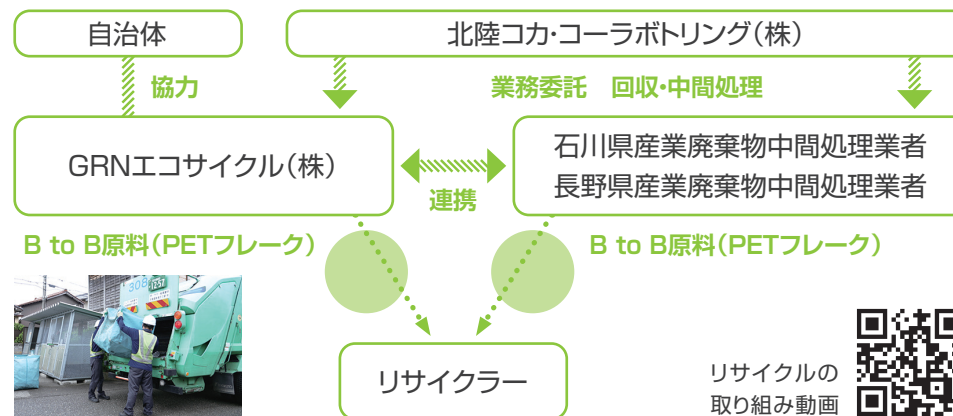 自治体
北陸コカ・コーラボトリング(株)
協力
業務委託　回収・中間処理
GRNエコサイクル(株)
連携
石川県産業廃棄物中間処理業者
長野県産業廃棄物中間処理業者
B to B原料(PETフレーク)
B to B原料(PETフレーク)
308
リサイクラー
リサイクルの
取り組み動画